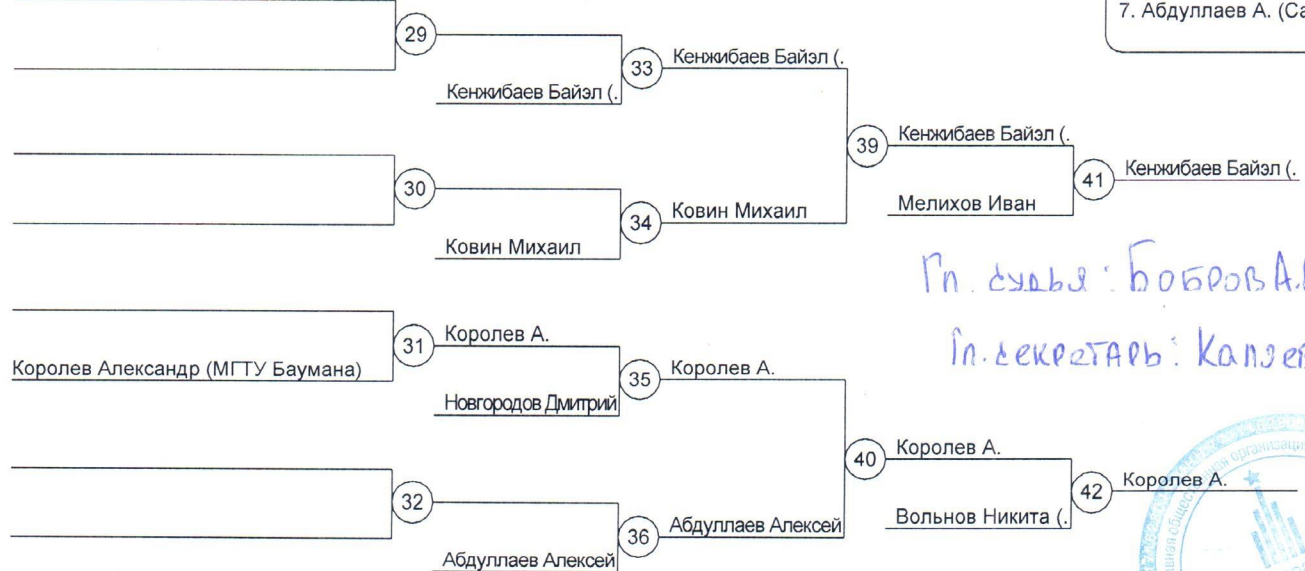 7. Абдуллаев А. (Са
29
Кенжибаев Байэл (.
33
Кенжибаев Байэл (.
39
Кенжибаев Байэл (.
41
Кенжибаев Байэл (.
30
Ковин Михаил
34
Ковин Михаил
Мелихов Иван
Гл. судья: БОБРОВ А.
Гл. секретарь:
Королев Александр (МГТУ Баумана)
31
Королев А.
Новгородов Дмитрий
35
Королев А.
40
Королев А.
42
Королев А.
32
Абдуллаев Алексей
36
Абдуллаев Алексей
Вольнов Никита (.